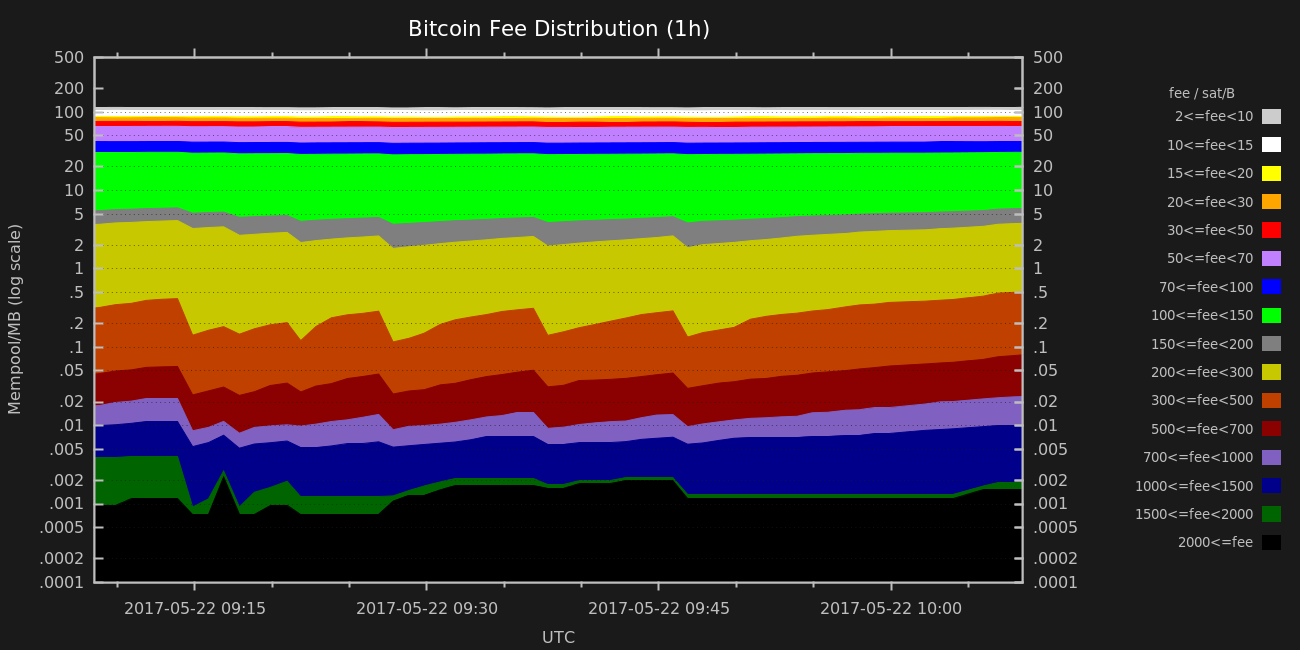 Bitcoin Fee Distribution (1h)
500 500
200 200
100 100
50 50
20 20
10 10
5 5
2 2
1 1
.5 .5
.2 .2
.1 .1
.05 .05
.02 .02
.01 .01
.005 .005
.002 .002
.001 .001
.0005 .0005
.0002 .0002
.0001 .0001
Mempool/MB (log scale)
2017-05-22 09:15 2017-05-22 09:30 2017-05-22 09:45 2017-05-22 10:00
UTC
fee / sat/B
2<=fee<10
10<=fee<15
15<=fee<20
20<=fee<30
30<=fee<50
50<=fee<70
70<=fee<100
100<=fee<150
150<=fee<200
200<=fee<300
300<=fee<500
500<=fee<700
700<=fee<1000
1000<=fee<1500
1500<=fee<2000
2000<=fee